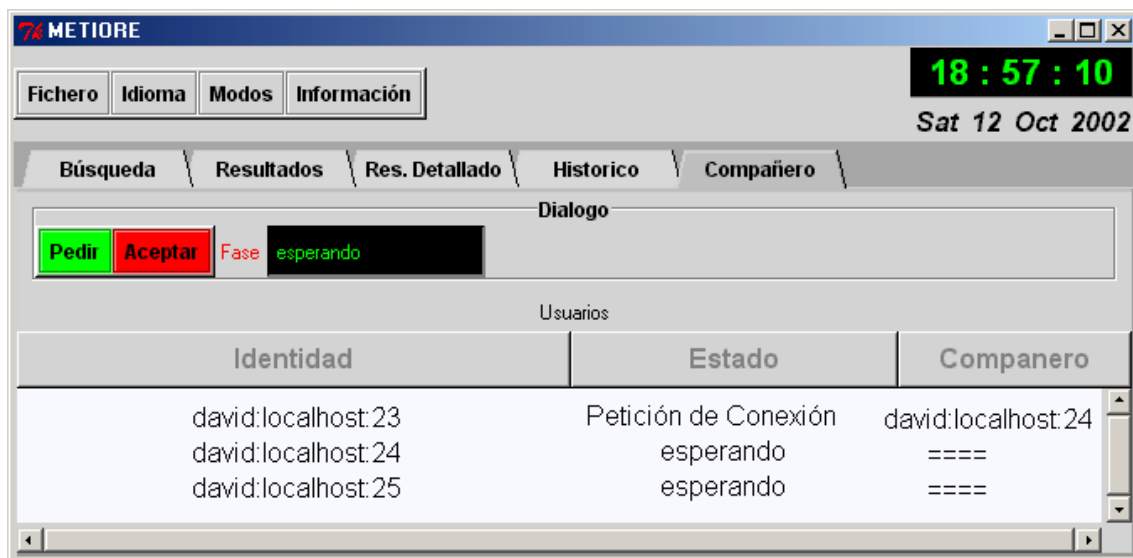 7% METIORE
Fichero Idioma Modos Información
18 : 57 : 10
Sat 12 Oct 2002
Búsqueda Resultados Res. Detallado Historico Compañero
Dialogo
Pedir Aceptar Fase esperando
Usuarios
Identidad Estado Companero
david:localhost:23 Petición de Conexión david:localhost:24
david:localhost:24 esperando ====
david:localhost:25 esperando ====